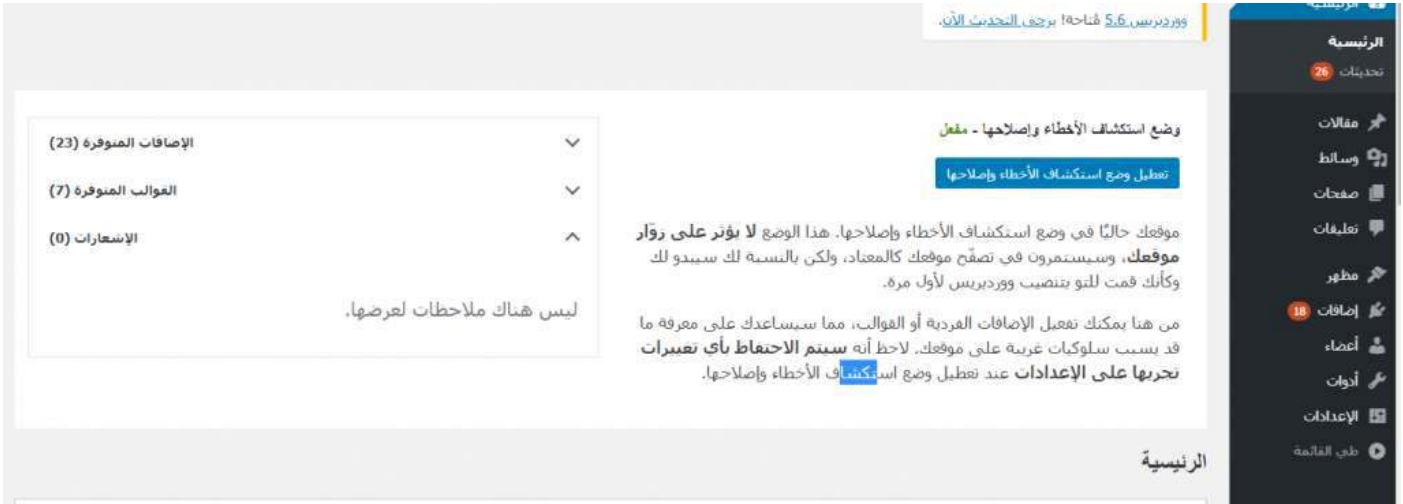 الرئيسية
ووردبريس 5.6 مُتاحة! يرجى التحديث الآن.
الرئيسية
تحديثات 26
مقالات
وسائط
صفحات
تعليقات
مظهر
إضافات 18
أعضاء
أدوات
الإعدادات
طي القائمة
وضع استكشاف الأخطاء وإصلاحها - مفعل
تعطيل وضع استكشاف الأخطاء وإصلاحها
موقعك حاليًا في وضع استكشاف الأخطاء وإصلاحها. هذا الوضع لا يؤثر على زوّار
موقعك، وسيستمرون في تصفّح موقعك كالمعتاد، ولكن بالنسبة لك سيبدو لك
وكأنك قمت للتو بتنصيب ووردبريس لأول مرة.
من هنا يمكنك تفعيل الإضافات الفردية أو القوالب، مما سيساعدك على معرفة ما
قد يسبب سلوكيات غريبة على موقعك. لاحظ أنه سيتم الاحتفاظ بأي تغييرات
تجريها على الإعدادات عند تعطيل وضع استكشاف الأخطاء وإصلاحها.
الإضافات المتوفرة (23)
القوالب المتوفرة (7)
الإشعارات (0)
ليس هناك ملاحظات لعرضها.
الرئيسية